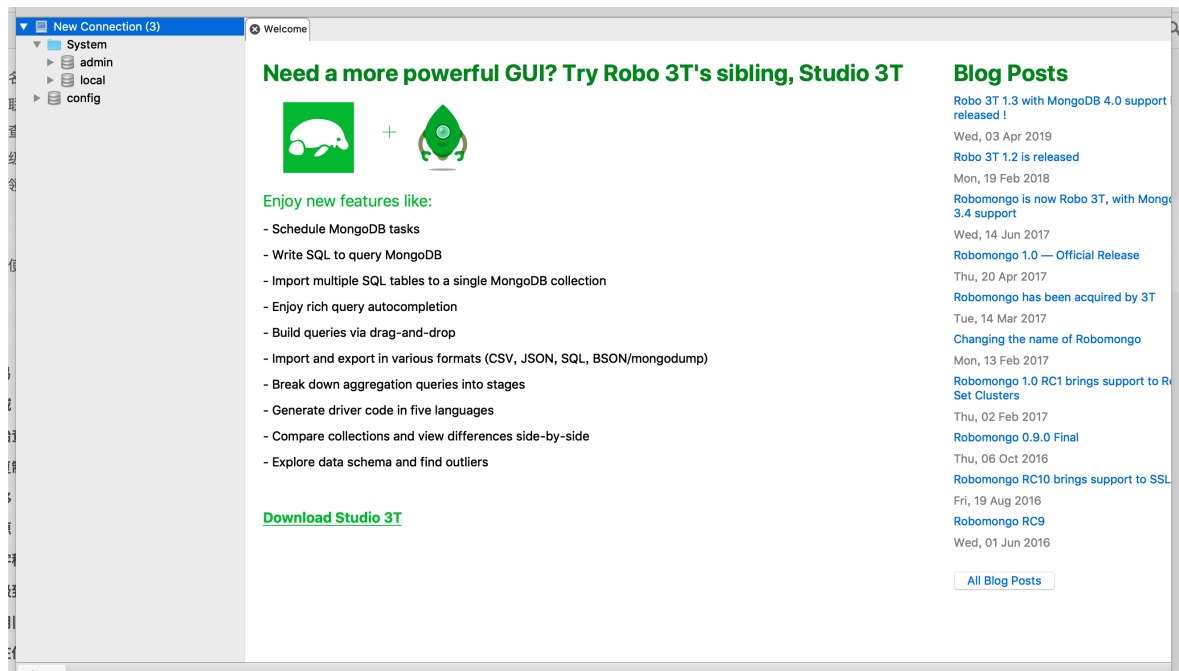 New Connection (3)
System
admin
local
config
Welcome
Need a more powerful GUI? Try Robo 3T's sibling, Studio 3T
Enjoy new features like:
- Schedule MongoDB tasks
- Write SQL to query MongoDB
- Import multiple SQL tables to a single MongoDB collection
- Enjoy rich query autocompletion
- Build queries via drag-and-drop
- Import and export in various formats (CSV, JSON, SQL, BSON/mongodump)
- Break down aggregation queries into stages
- Generate driver code in five languages
- Compare collections and view differences side-by-side
- Explore data schema and find outliers
Download Studio 3T
Blog Posts
Robo 3T 1.3 with MongoDB 4.0 support
released !
Wed, 03 Apr 2019
Robo 3T 1.2 is released
Mon, 19 Feb 2018
Robomongo is now Robo 3T, with
3.4 support
Wed, 14 Jun 2017
Robomongo 1.0 — Official Release
Thu, 20 Apr 2017
Robomongo has been acquired by 3T
Tue, 14 Mar 2017
Changing the name of Robomongo
Mon, 13 Feb 2017
Robomongo 1.0 RC1 brings support to
Set Clusters
Thu, 02 Feb 2017
Robomongo 0.9.0 Final
Thu, 06 Oct 2016
Robomongo RC10 brings support to SSL
Fri, 19 Aug 2016
Robomongo RC9
Wed, 01 Jun 2016
All Blog Posts